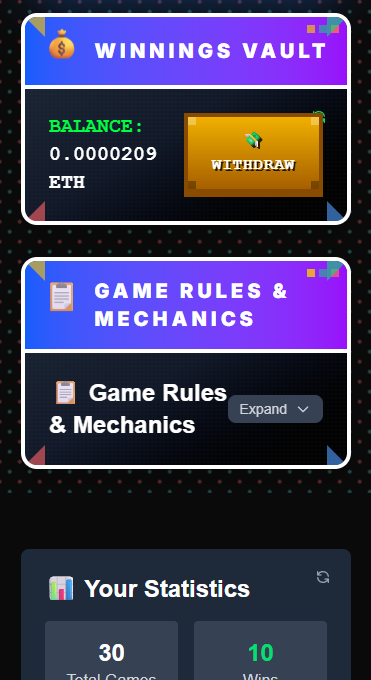 WINNINGS VAULT
BALANCE:
0.0000209
ETH
WITHDRAW
GAME RULES &
MECHANICS
Game Rules
& Mechanics
Expand
Your Statistics
30
10
Total Games
Wins